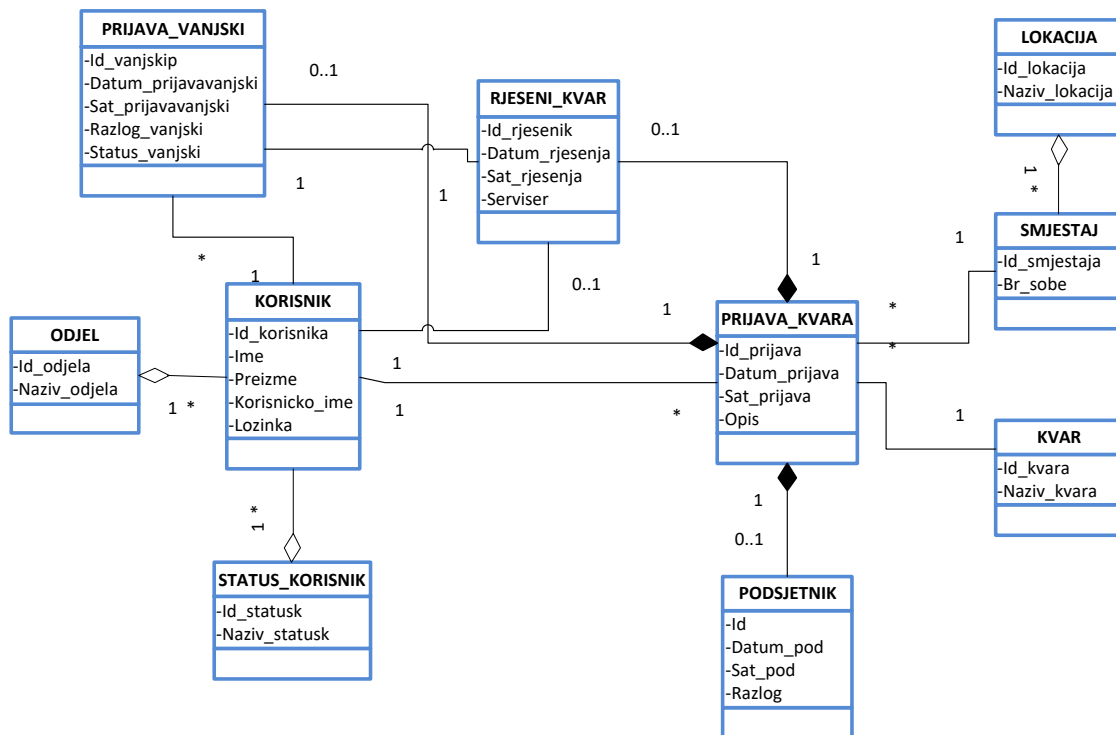 PRIJAVA_VANJSKI
-Id_vanjskip
-Datum_prijavavanjski
-Sat_prijavavanjski
-Razlog_vanjski
-Status_vanjski
0..1
1
1
*
1
RJESENI_KVAR
-Id_rjesenik
-Datum_rjesenja
-Sat_rjesenja
-Serviser
0..1
0..1
1
1
LOKACIJA
-Id_lokacija
-Naziv_lokacija
1 *
SMJESTAJ
-Id_smjestaja
-Br_sobe
1
*
*
KORISNIK
-Id_korisnika
-Ime
-Preizme
-Korisnicko_ime
-Lozinka
1
1
*
ODJEL
-Id_odjela
-Naziv_odjela
1 *
PRIJAVA_KVARA
-Id_prijava
-Datum_prijava
-Sat_prijava
-Opis
1
KVAR
-Id_kvara
-Naziv_kvara
1 *
STATUS_KORISNIK
-Id_statusk
-Naziv_statusk
1
0..1
PODSJETNIK
-Id
-Datum_pod
-Sat_pod
-Razlog